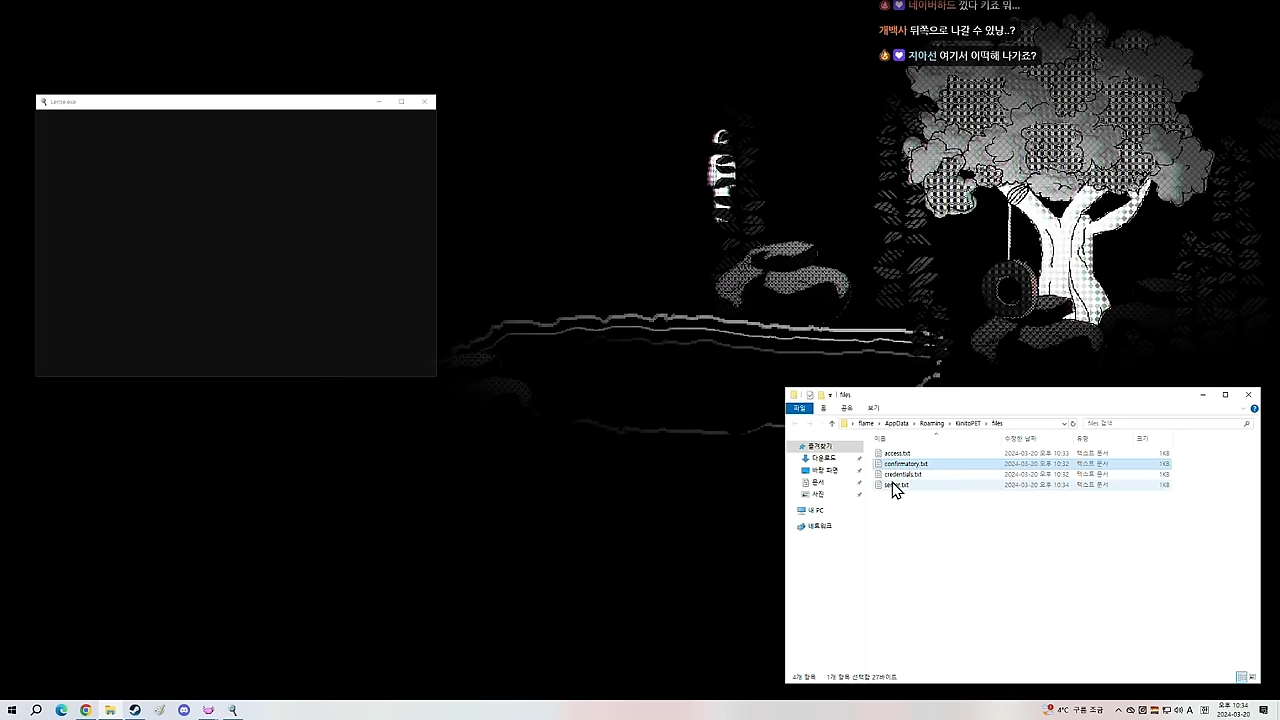 네이버하드 껐다 키죠 뭐...
개백사 뒤쪽으로 나갈 수 있낭..?
지아선 여기서 이떡해 나기죠?
Lense.exe
files
파일 홈 공유 보기
flame AppData Roaming KinitoPET files
files 검색
이름 수정한 날짜 유형 크기
즐겨찾기
다운로드
바탕 화면
문서
사진
내 PC
네트워크
access.txt 2024-03-20 오후 10:33 텍스트 문서 1KB
confirmatory.txt 2024-03-20 오후 10:32 텍스트 문서 1KB
credentials.txt 2024-03-20 오후 10:32 텍스트 문서 1KB
2024-03-20 오후 10:34 텍스트 문서 1KB
4개 항목 1개 항목 선택함 27바이트
4°C 구름 조금
A
오후 10:34
2024-03-20